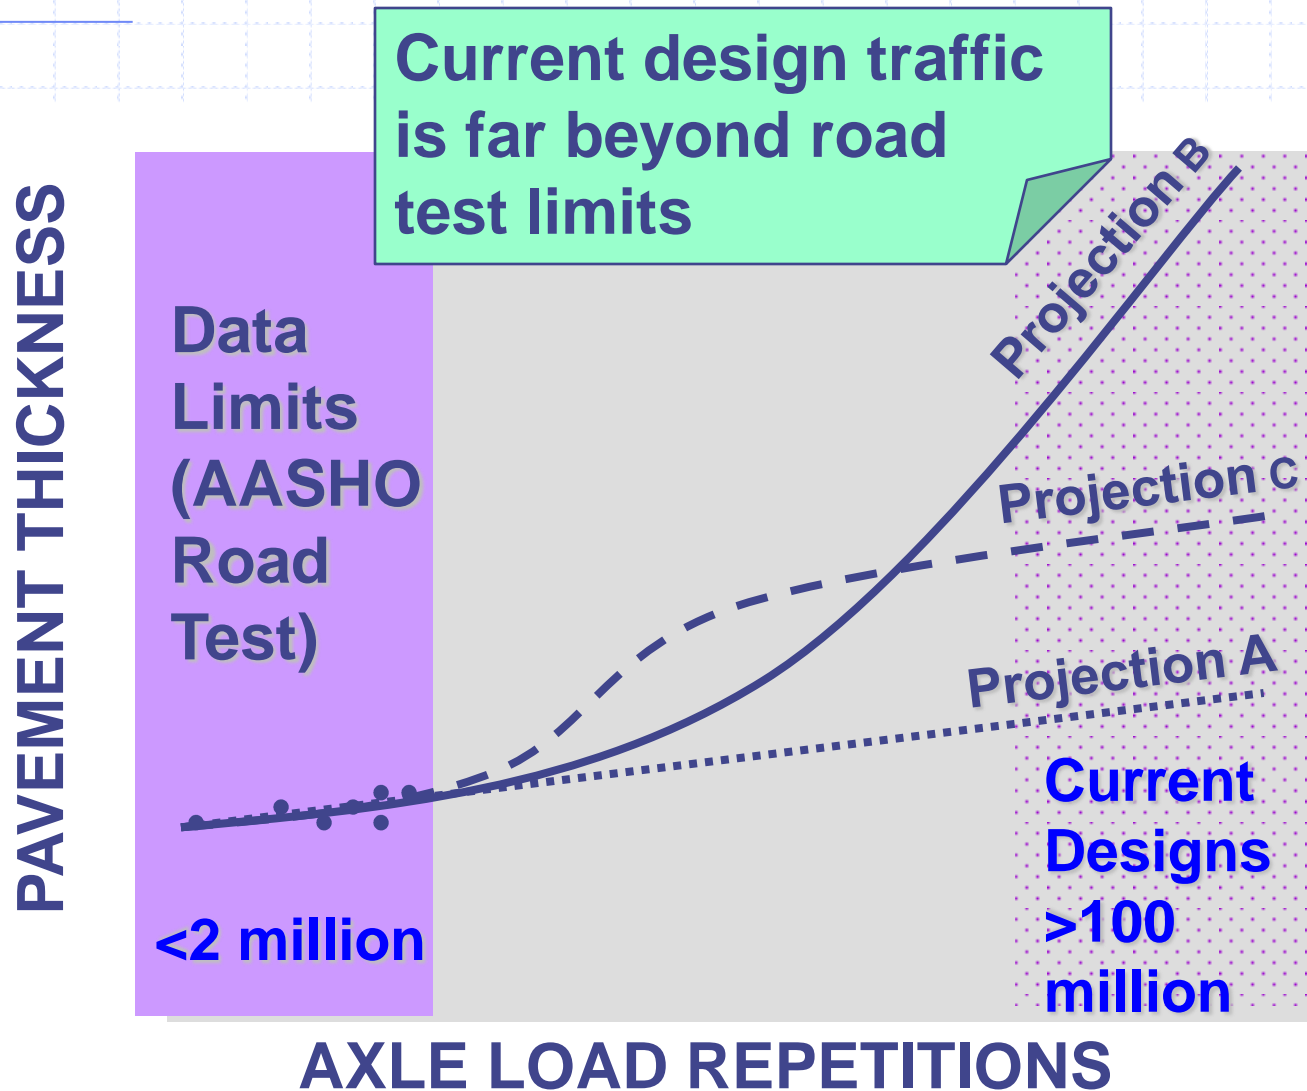 Current design traffic
is far beyond road
test limits
PAVEMENT THICKNESS
Data
Limits
(AASHO
Road
Test)
<2 million
Projection B
Projection C
Projection A
Current
Designs
>100
million
AXLE LOAD REPETITIONS